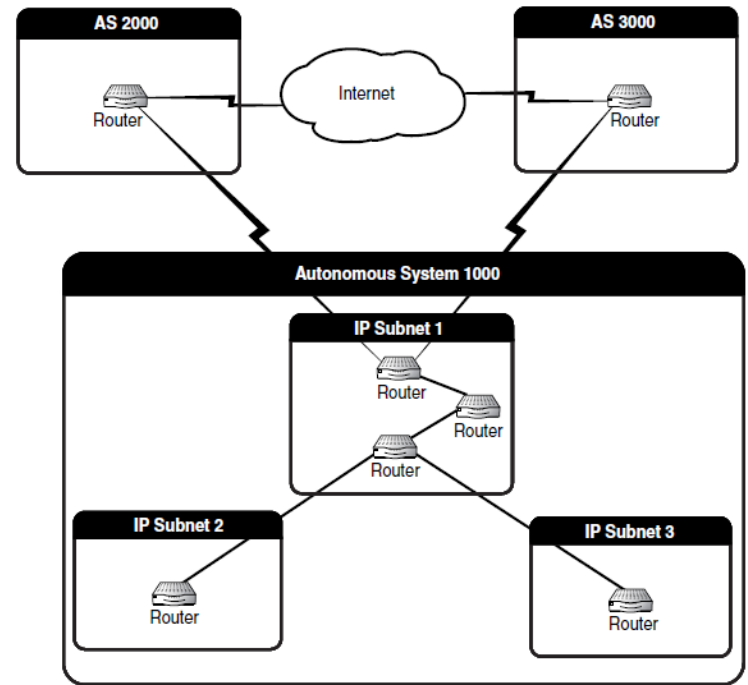 AS 2000
AS 3000
Internet
Router
Router
Autonomous System 1000
IP Subnet 1
Router
Router
Router
IP Subnet 2
IP Subnet 3
Router
Router